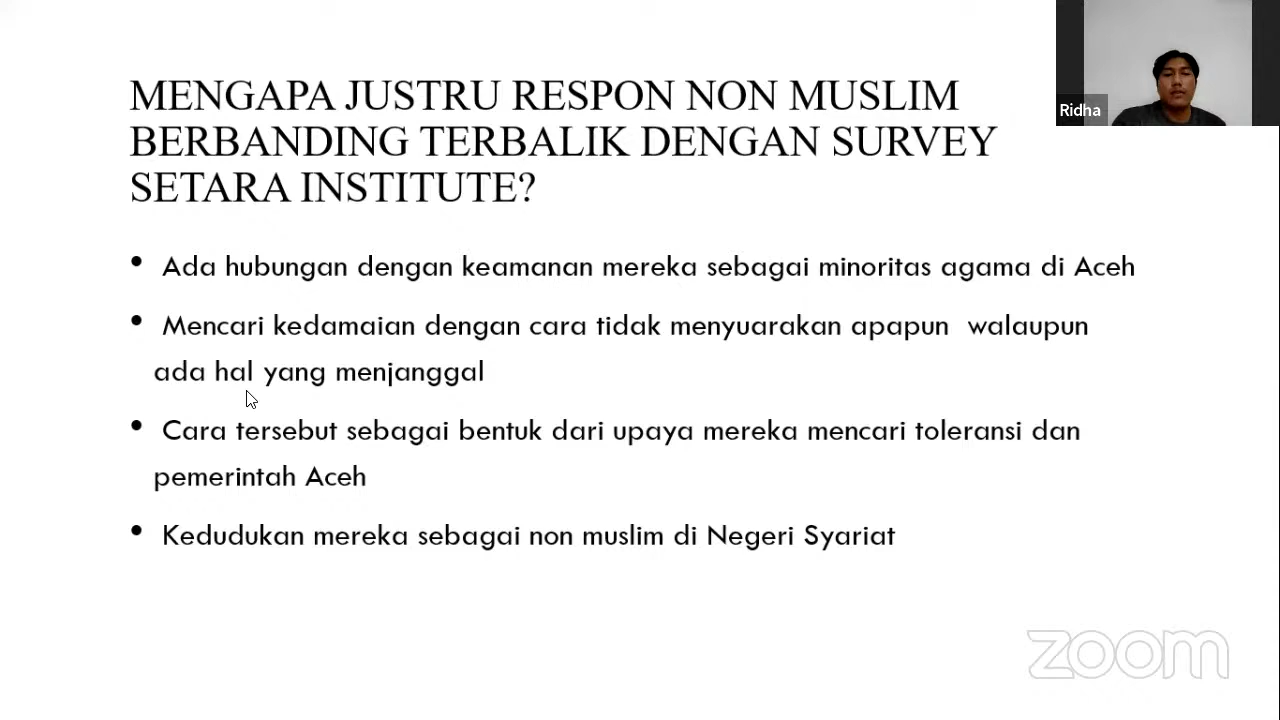 MENGAPA JUSTRU RESPON NON MUSLIM
BERBANDING TERBALIK DENGAN SURVEY
SETARA INSTITUTE?
Ridha
• Ada hubungan dengan keamanan mereka sebagai minoritas agama di Aceh
• Mencari kedamaian dengan cara tidak menyuarakan apapun walaupun
ada hal yang menjanggal
• Cara tersebut sebagai bentuk dari upaya mereka mencari toleransi dan
pemerintah Aceh
• Kedudukan mereka sebagai non muslim di Negeri Syariat
zoom